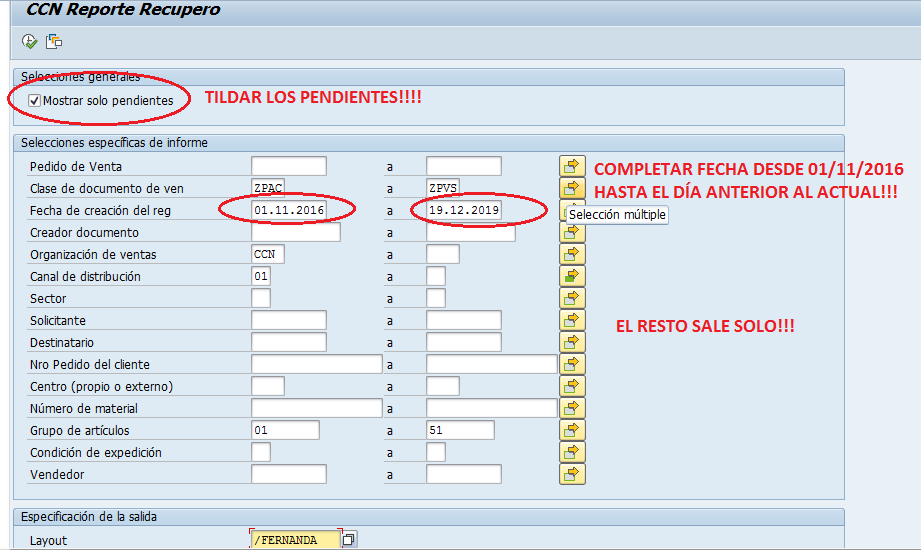 CCN Reporte Recupero
Selecciones generales
Mostrar solo pendientes
TILDAR LOS PENDIENTES!!!!
Selecciones específicas de informe
Pedido de Venta a
COMPLETAR FECHA DESDE 01/11/2016
HASTA EL DÍA ANTERIOR AL ACTUAL!!!
Clase de documento de ven ZPAC a ZPVS
Fecha de creación del reg 01.11.2016 a 19.12.2019
Selección múltiple
Creador documento a
Organización de ventas CCN a
Canal de distribución 01 a
Sector a
Solicitante a
EL RESTO SALE SOLO!!!
Destinatario a
Nro Pedido del cliente a
Centro (propio o externo) a
Número de material a
Grupo de artículos 01 a 51
Condición de expedición a
Vendedor a
Especificación de la salida
Layout /FERNANDA